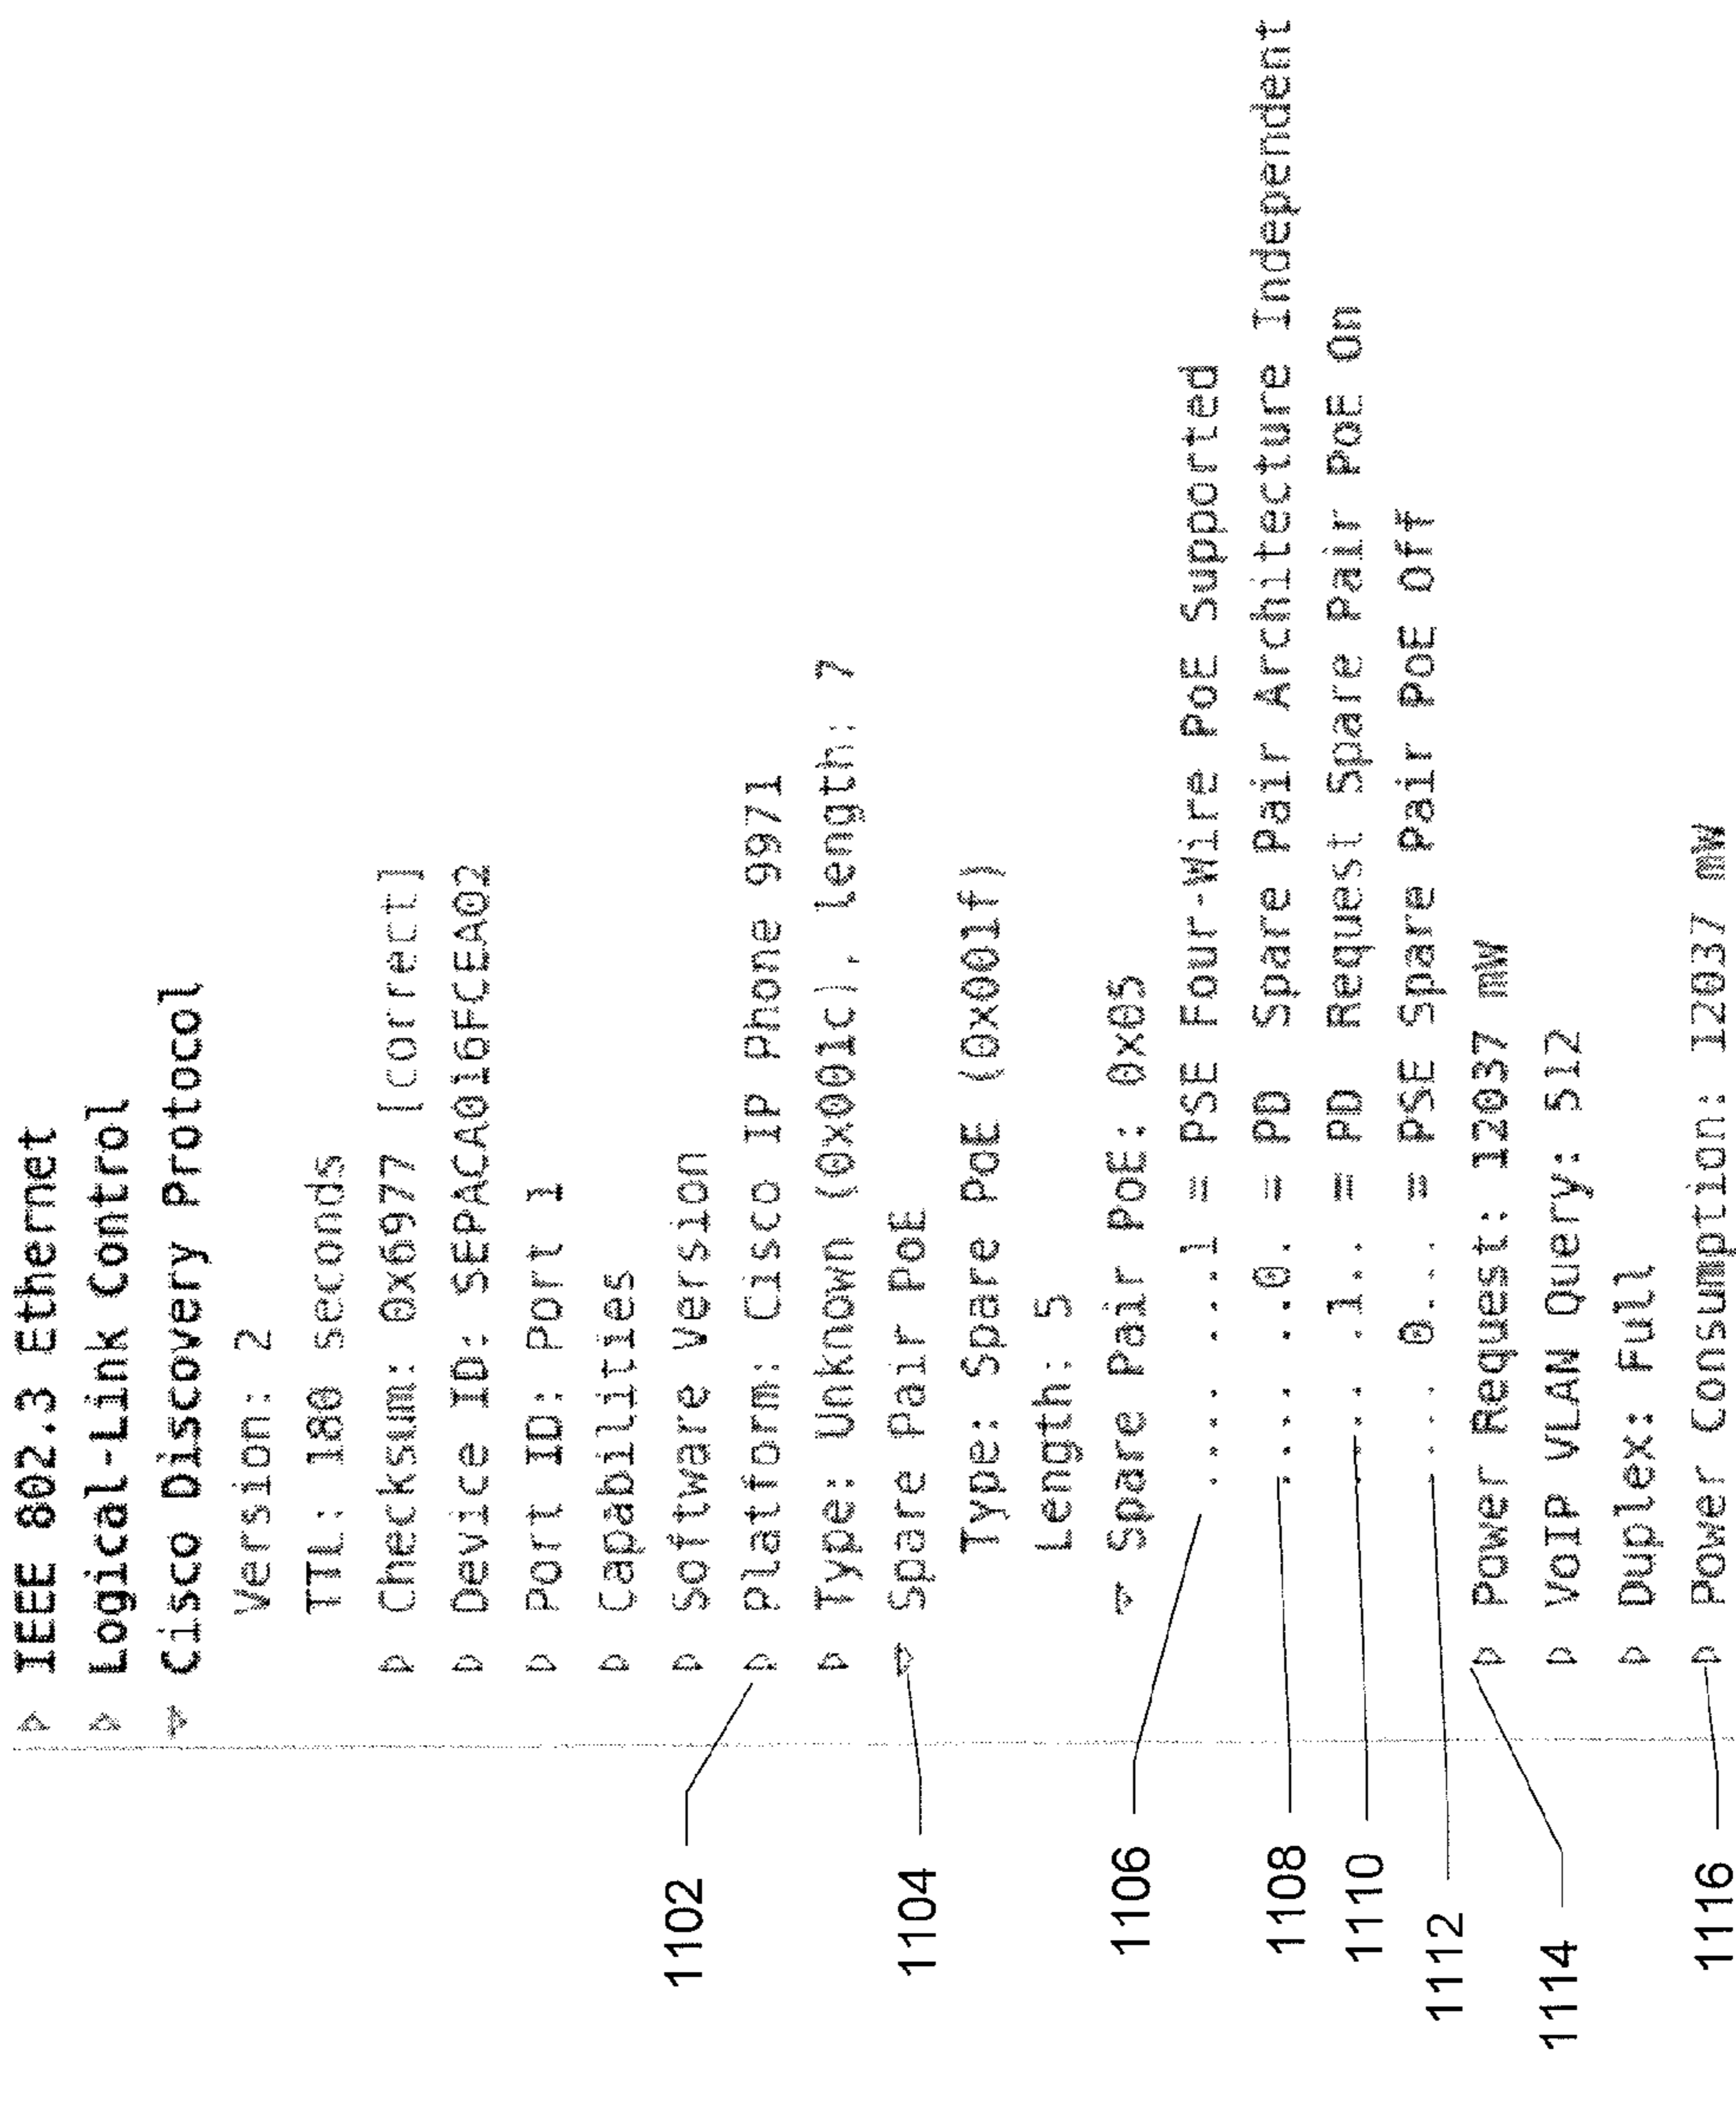 IEEE 802.3 Ethernet
Logical-Link Control
Cisco Discovery Protocol
Version: 2
TTL: 180 seconds
Checksum: 0x6977 [correct]
Device ID: SEPACA016FCEA02
Port ID: Port 1
Capabilities
Software Version
1102 Platform: Cisco IP Phone 9971
Type: Unknown (0x001c), Length: 7
1104 Spare Pair PoE
Type: Spare PoE (0x001f)
Length: 5
Spare Pair PoE: 0x05
1106 .... ...1 = PSE Four-Wire PoE Supported
1108 .... ..0. = PD Spare Pair Architecture Independent
1110 .... .1.. = PD Request Spare Pair PoE On
1112 .... 0... = PSE Spare Pair PoE Off
1114 Power Request: 12037 mW
VoIP VLAN Query: 512
Duplex: Full
1116 Power Consumption: 12037 mW